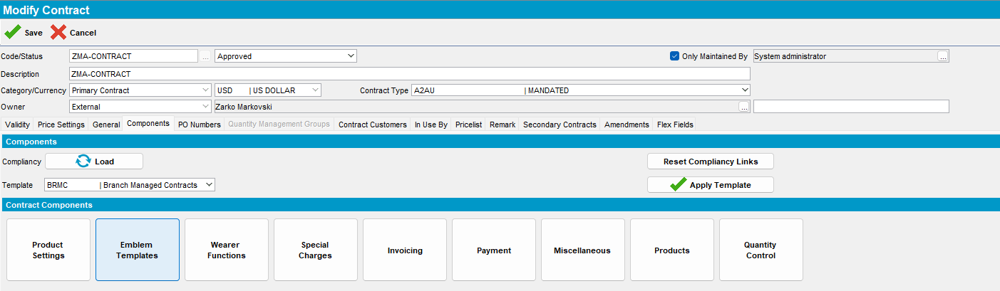 Modify Contract
Save Cancel
Code/Status ZMA-CONTRACT ... Approved Only Maintained By System administrator ...
Description ZMA-CONTRACT
Category/Currency Primary Contract USD | US DOLLAR Contract Type A2AU | MANDATED
Owner External Zarko Markovski ...
Validity Price Settings General Components PO Numbers Quantity Management Groups Contract Customers In Use By Pricelist Remark Secondary Contracts Amendments Flex Fields
Components
Compliancy Load Reset Compliancy Links
Template BRMC | Branch Managed Contracts Apply Template
Contract Components
Product Settings
Emblem Templates
Wearer Functions
Special Charges
Invoicing
Payment
Miscellaneous
Products
Quantity Control